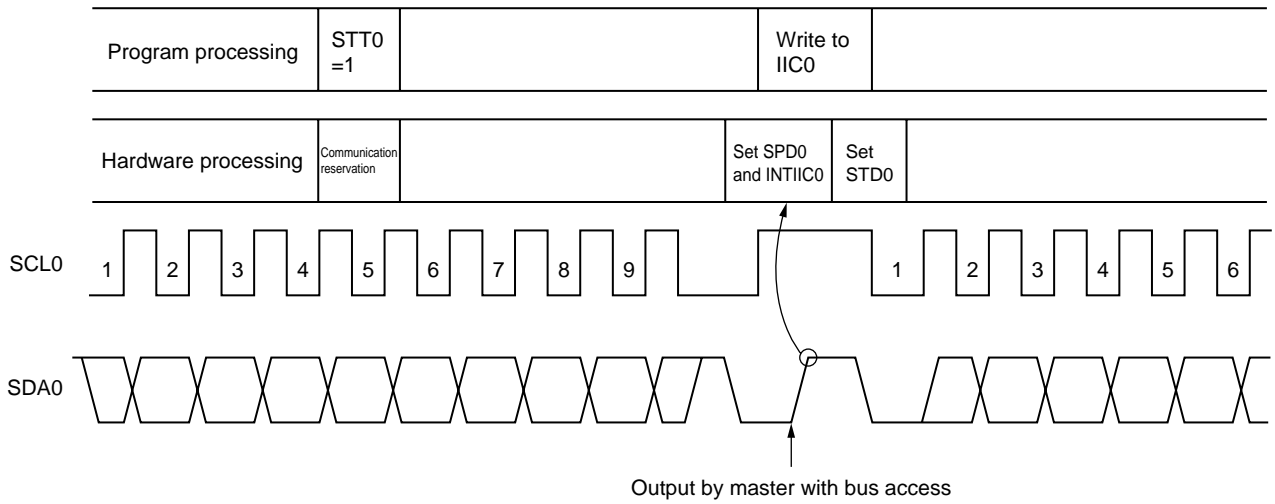 Program processing
STT0
=1
Write to
IIC0
Hardware processing
Communication
reservation
Set SPD0
and INTIIC0
Set
STD0
SCL0
1 2 3 4 5 6 7 8 9 1 2 3 4 5 6
SDA0
Output by master with bus access